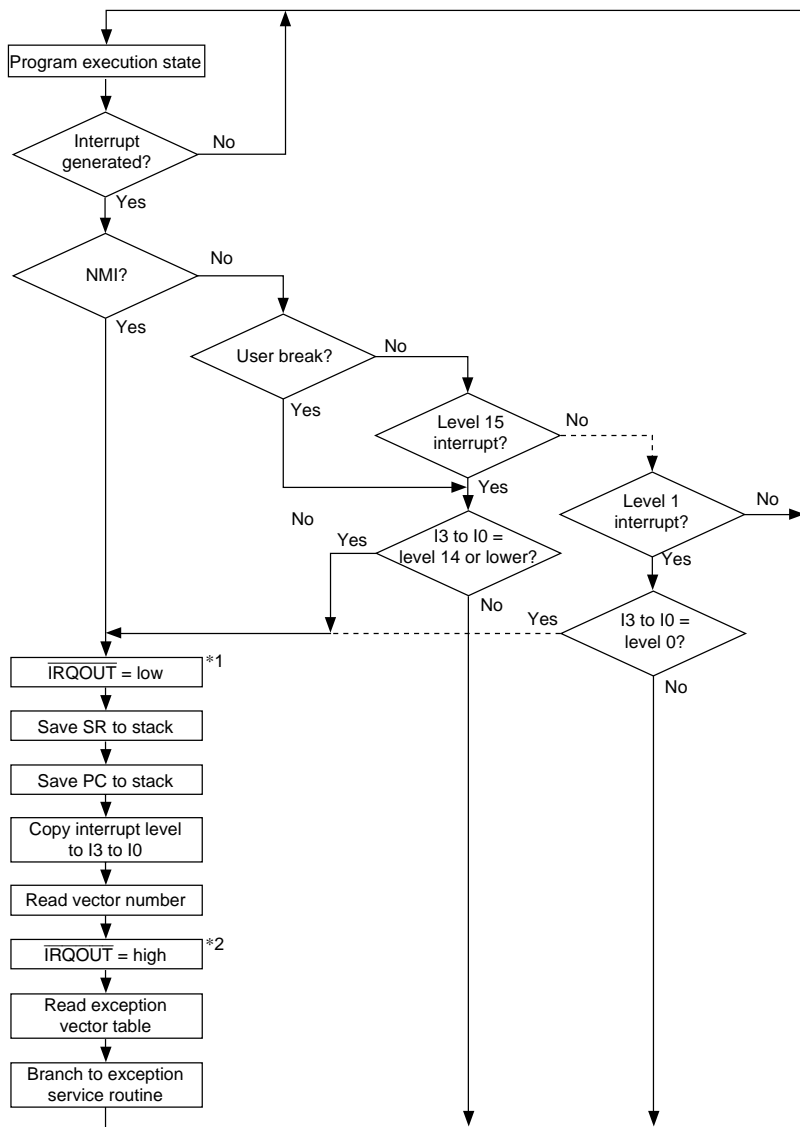 Program execution state
Interrupt
generated?
No
Yes
NMI?
No
Yes
User break?
No
Yes
Level 15
interrupt?
No
Yes
Level 1
interrupt?
No
Yes
No
I3 to I0 =
level 14 or lower?
Yes
No
I3 to I0 =
level 0?
Yes
No
IRQOUT = low
*1
Save SR to stack
Save PC to stack
Copy interrupt level
to I3 to I0
Read vector number
IRQOUT = high
*2
Read exception
vector table
Branch to exception
service routine